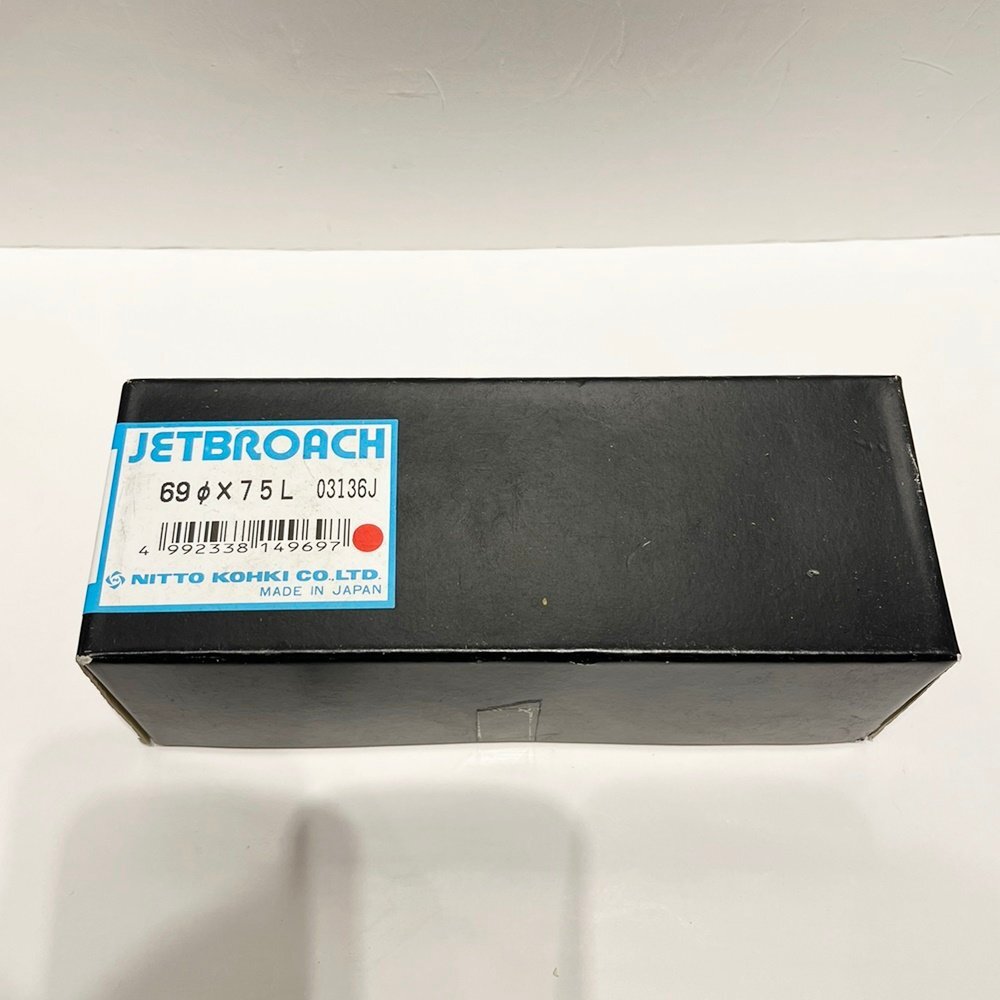 JETBROACH
69φ×75L 03136J
4 992338 149697
NITTO KOHKI CO.,LTD.
MADE IN JAPAN